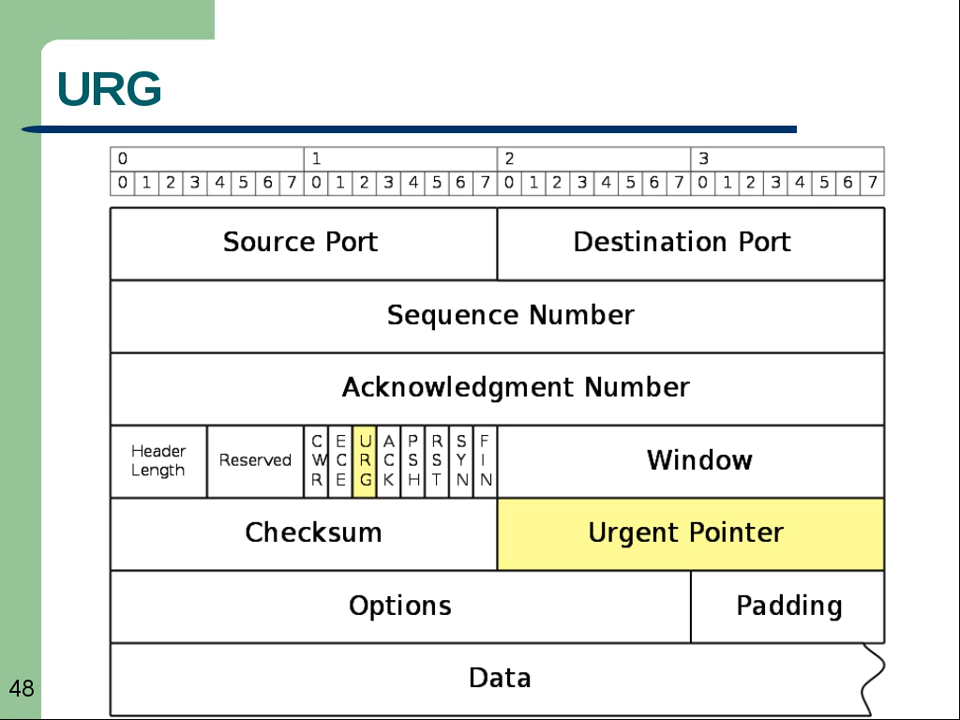 URG
0 1 2 3
0 1 2 3 4 5 6 7 0 1 2 3 4 5 6 7 0 1 2 3 4 5 6 7 0 1 2 3 4 5 6 7
Source Port Destination Port
Sequence Number
Acknowledgment Number
Header Length Reserved CWR ECE URG ACK PSH RST SYN FIN Window
Checksum Urgent Pointer
Options Padding
Data
48